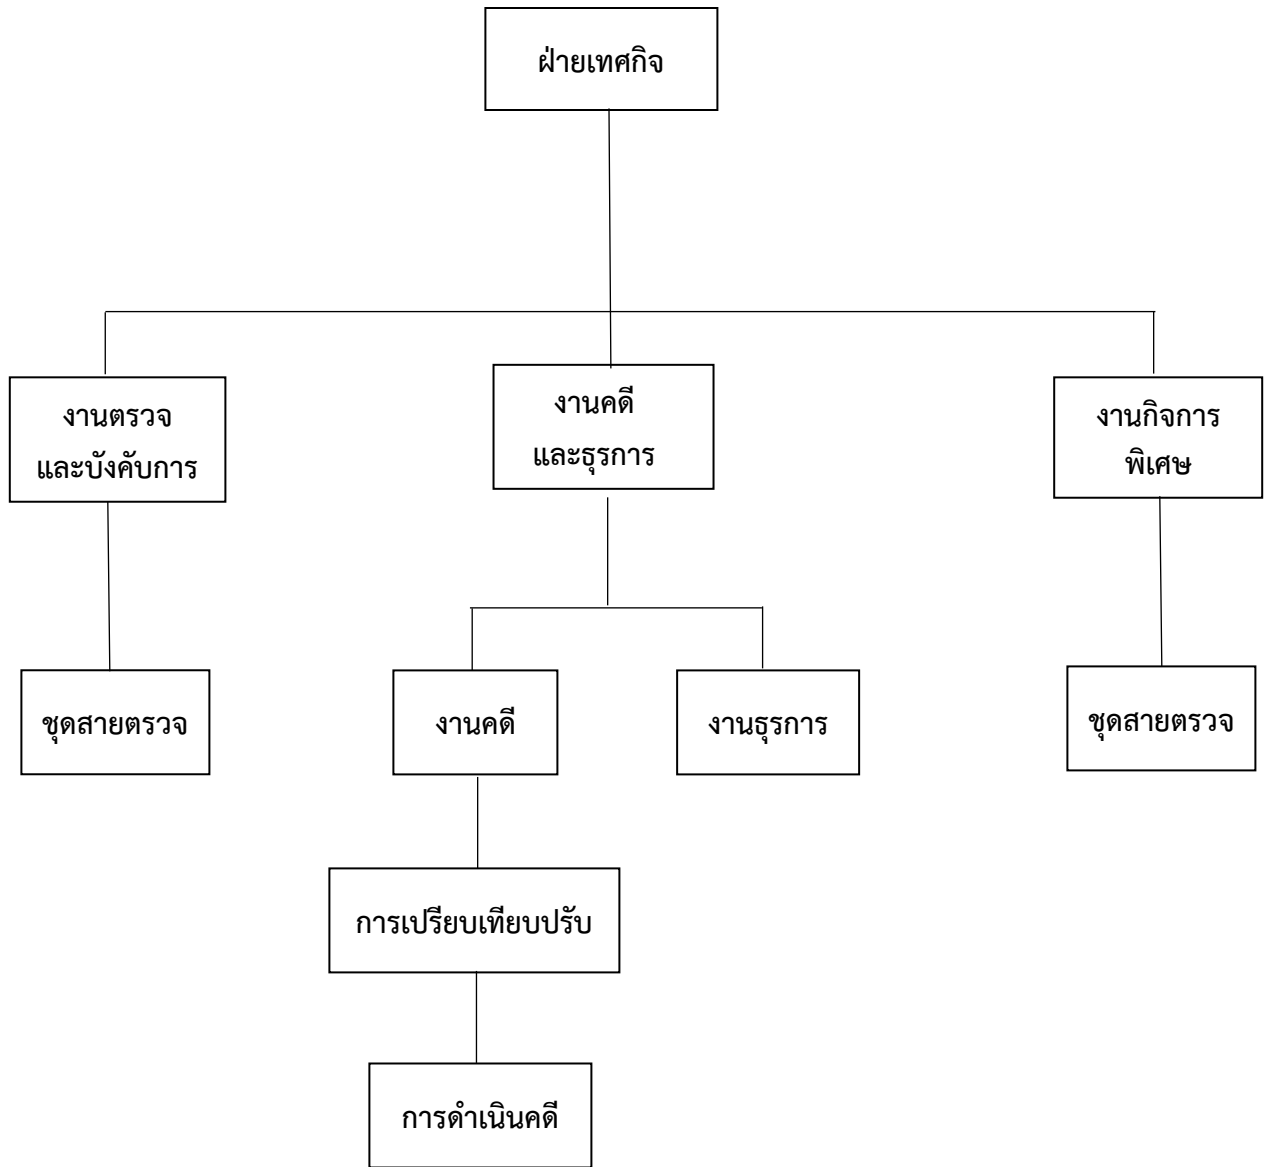 ฝ่ายเทศกิจ
งานตรวจ
และบังคับการ
งานคดี
และธุรการ
งานกิจการ
พิเศษ
ชุดสายตรวจ
งานคดี
งานธุรการ
ชุดสายตรวจ
การเปรียบเทียบปรับ
การดำเนินคดี